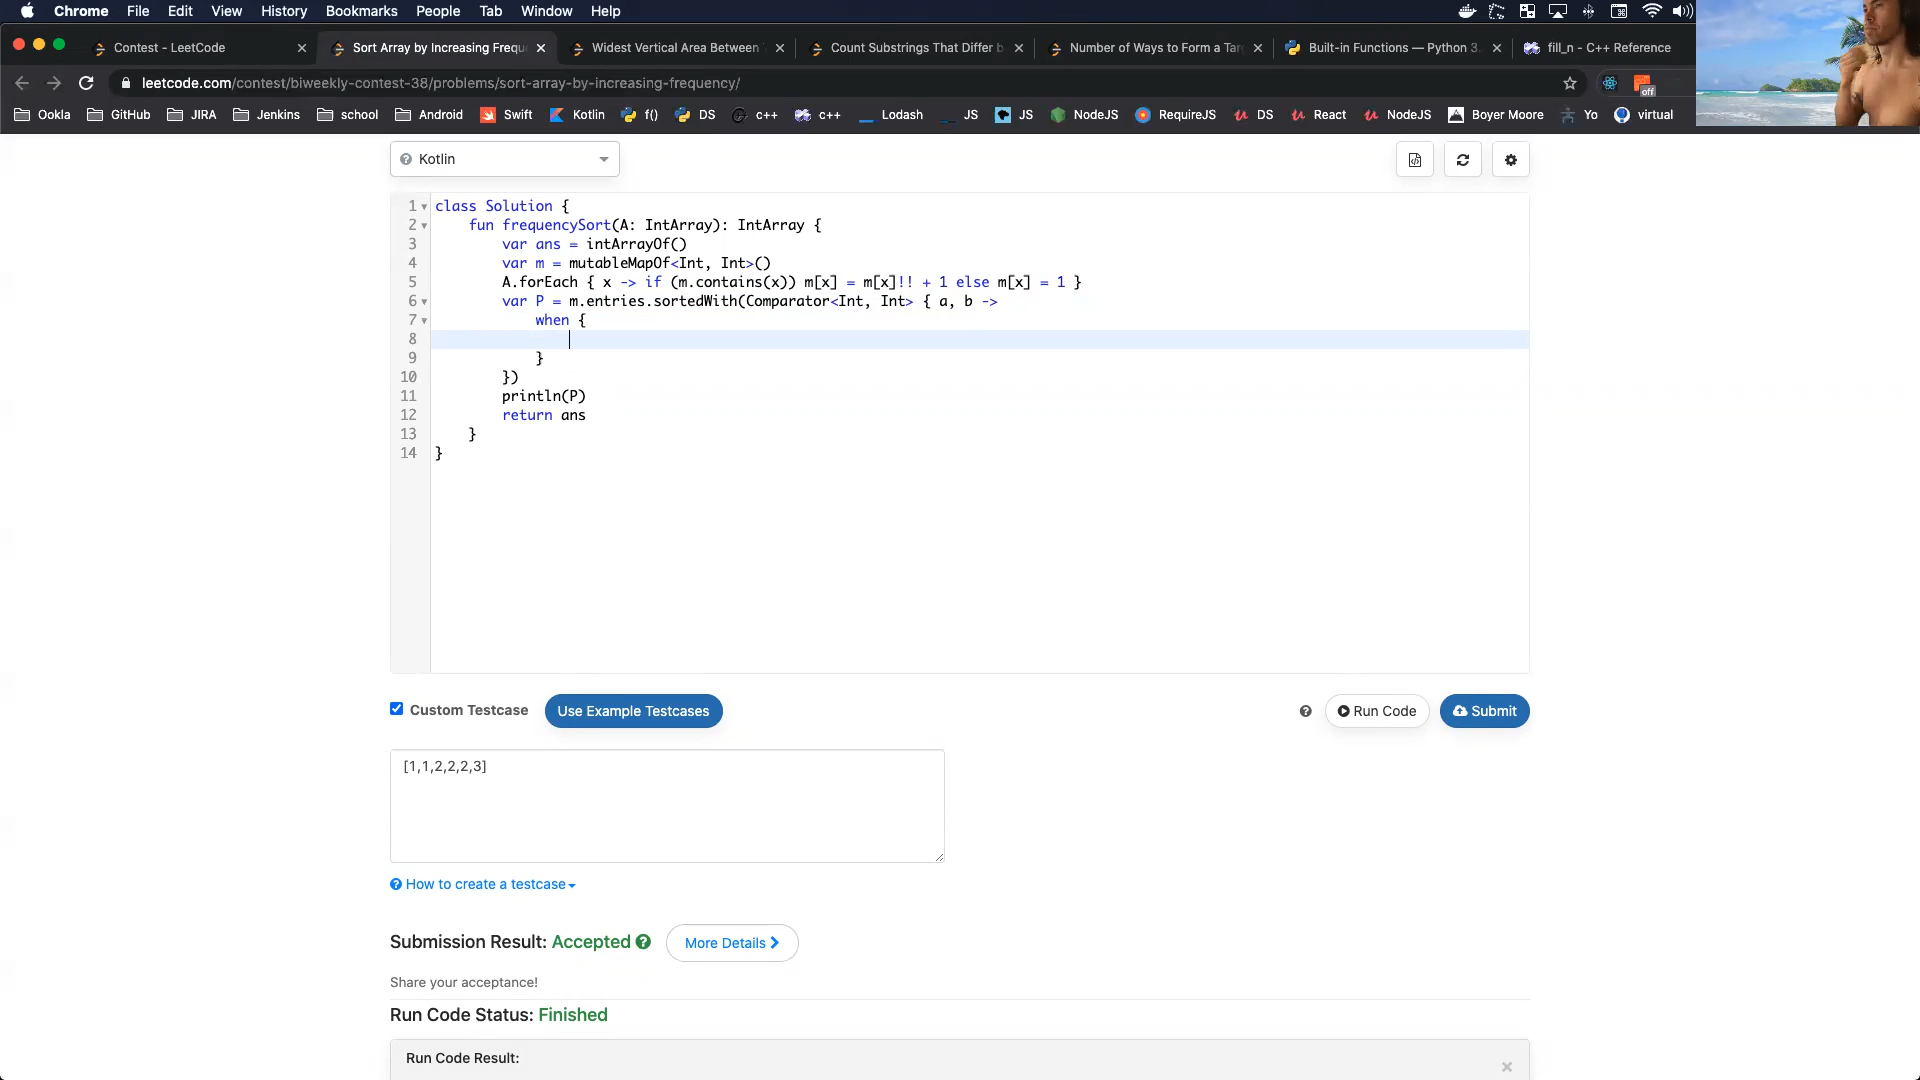 Chrome File Edit View History Bookmarks People Tab Window Help
Contest - LeetCode
Sort Array by Increasing Frequ
Widest Vertical Area Between
Count Substrings That Differ b
Number of Ways to Form a Tar
Built-in Functions — Python 3.
fill_n - C++ Reference
leetcode.com/contest/biweekly-contest-38/problems/sort-array-by-increasing-frequency/
off
Ookla GitHub JIRA Jenkins school Android Swift Kotlin f() DS c++ c++ Lodash JS JS NodeJS RequireJS DS React NodeJS Boyer Moore Yo virtual
Kotlin
1 class Solution {
2 fun frequencySort(A: IntArray): IntArray {
3 var ans = intArrayOf()
4 var m = mutableMapOf<Int, Int>()
5 A.forEach { x -> if (m.contains(x)) m[x] = m[x]!! + 1 else m[x] = 1 }
6 var P = m.entries.sortedWith(Comparator<Int, Int> { a, b ->
7 when {
8
9 }
10 })
11 println(P)
12 return ans
13 }
14 }
Custom Testcase
Use Example Testcases
Run Code
Submit
[1,1,2,2,2,3]
How to create a testcase
Submission Result: Accepted
More Details
Share your acceptance!
Run Code Status: Finished
Run Code Result: